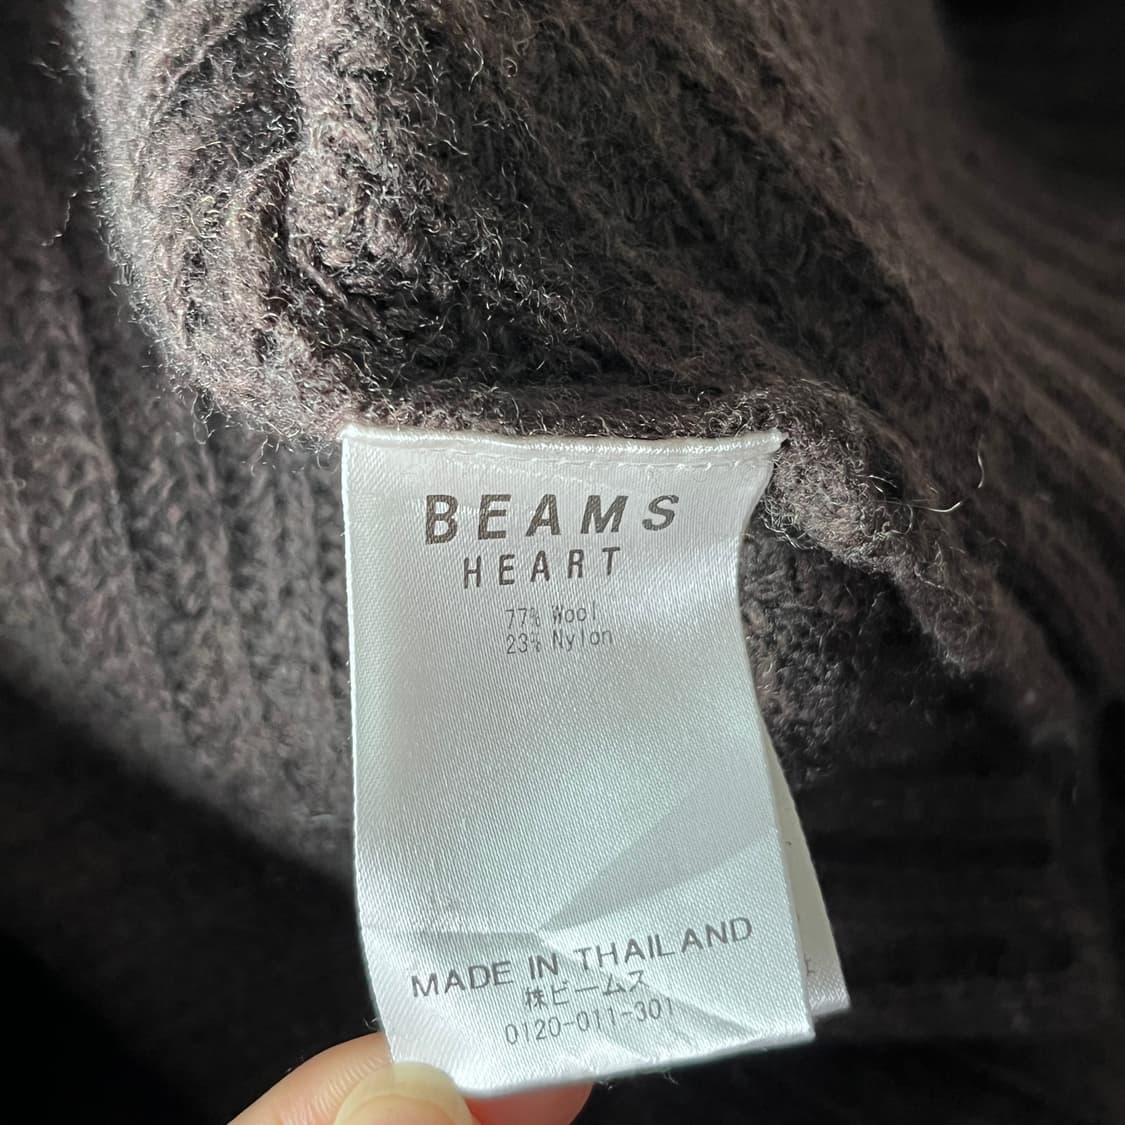 BEAMS
HEART
77% Wool
23% Nylon
MADE IN THAILAND
株ビームス
0120-011-301